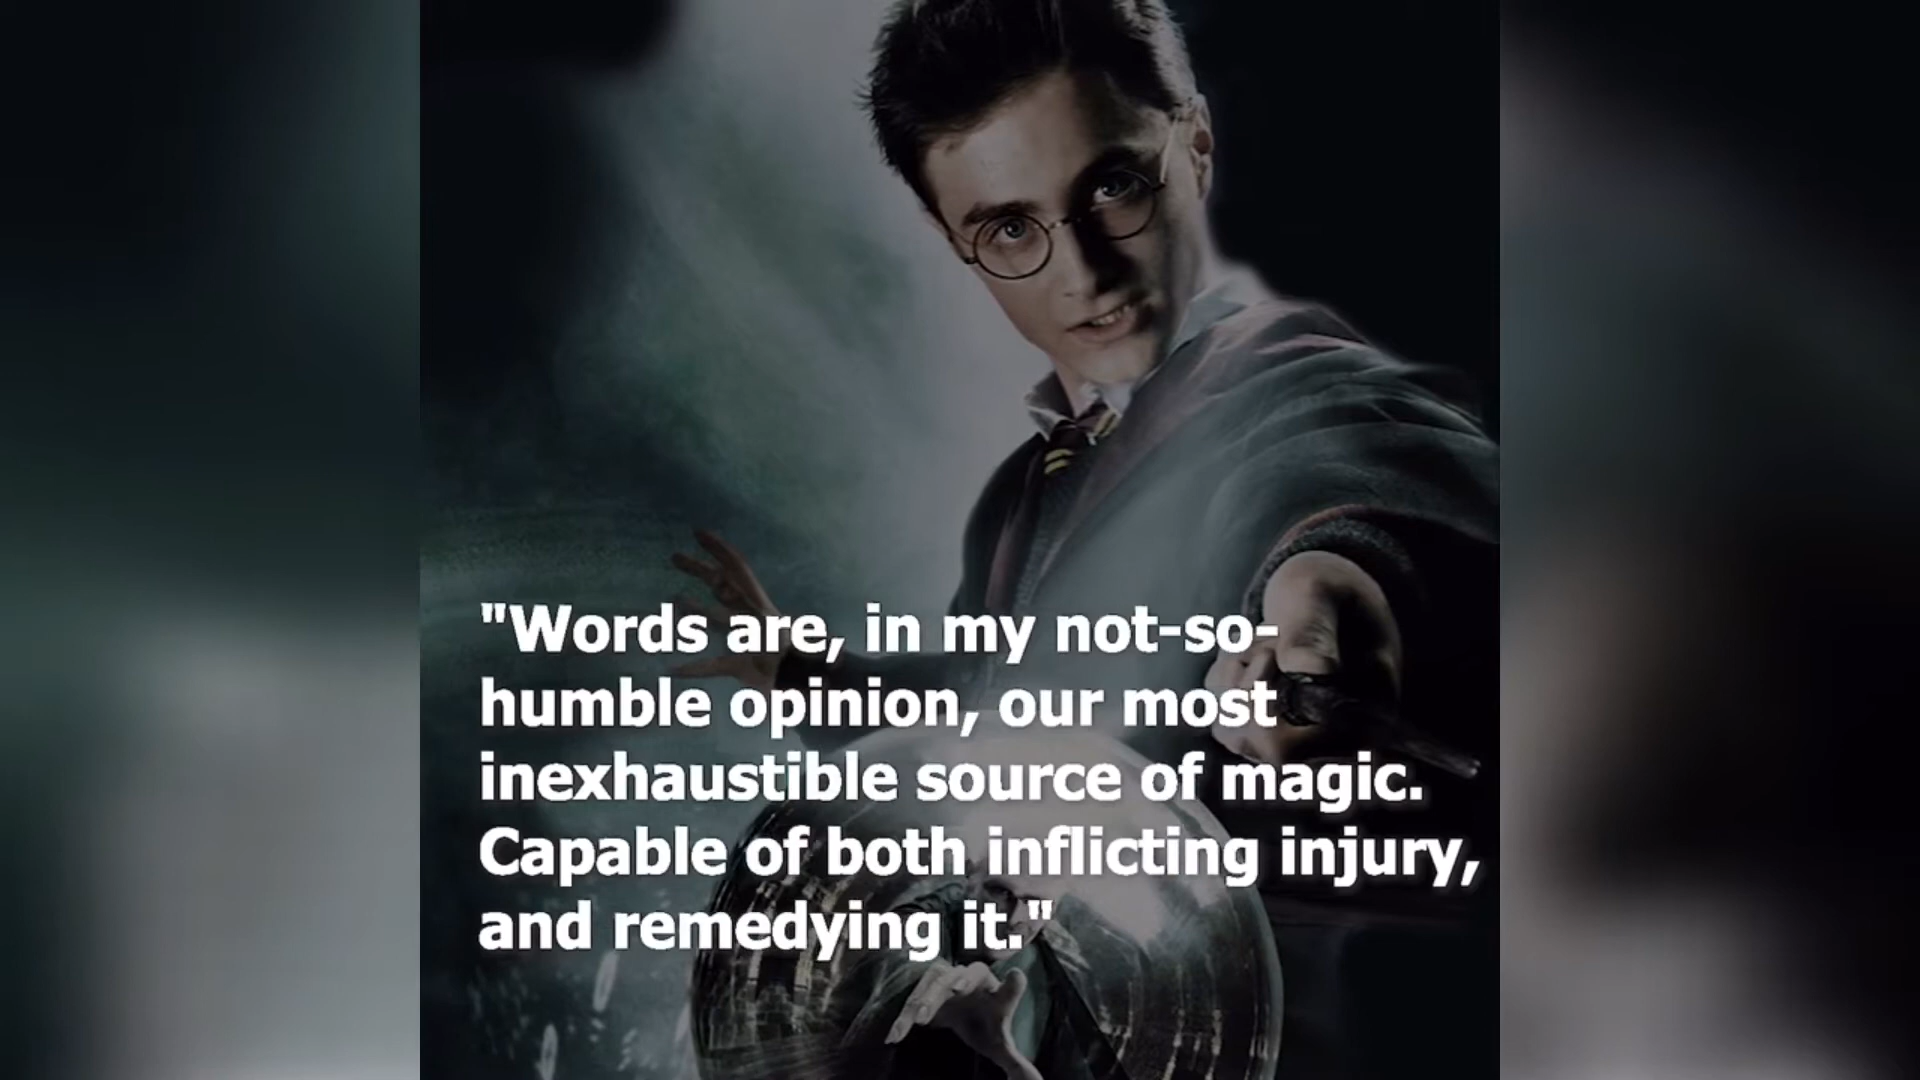 "Words are, in my not-so-
humble opinion, our most
inexhaustible source of magic.
Capable of both inflicting injury,
and remedying it."